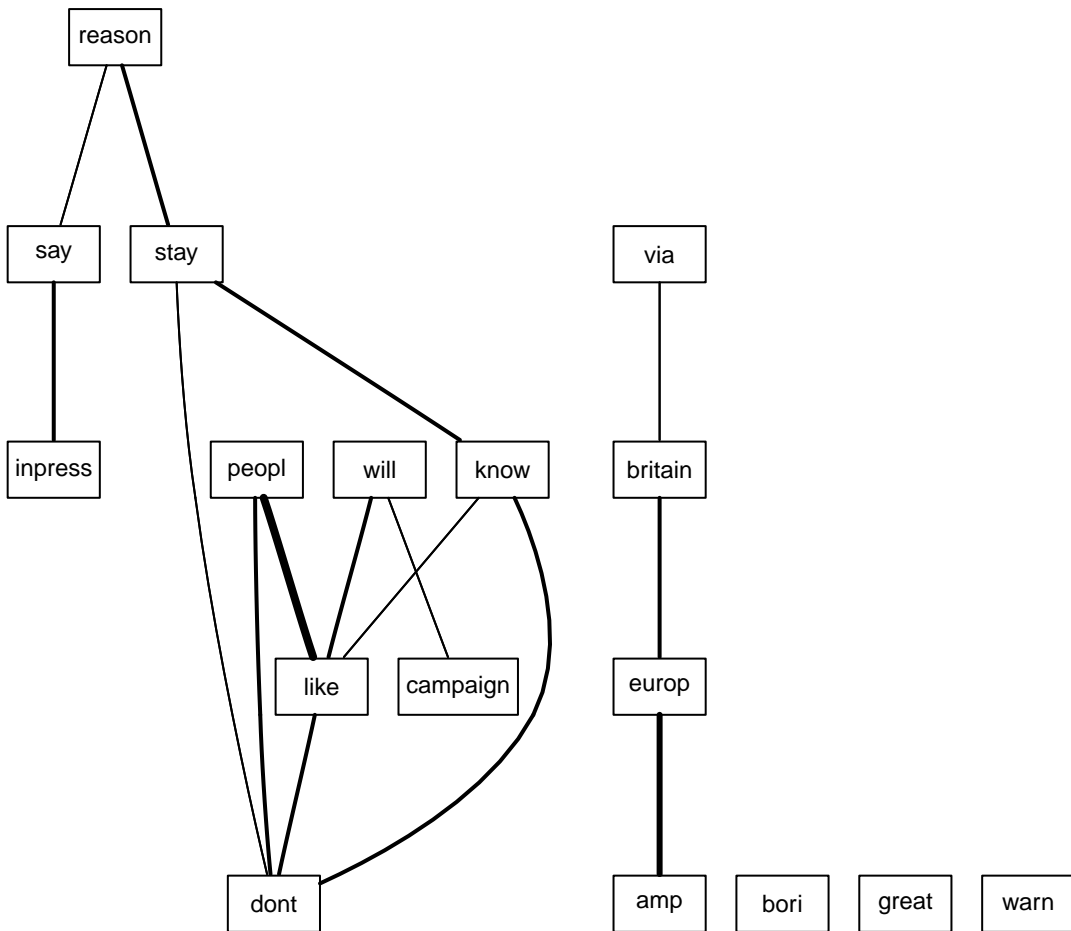 reason
say
stay
via
inpress
peopl
will
know
britain
like
campaign
europ
dont
amp
bori
great
warn